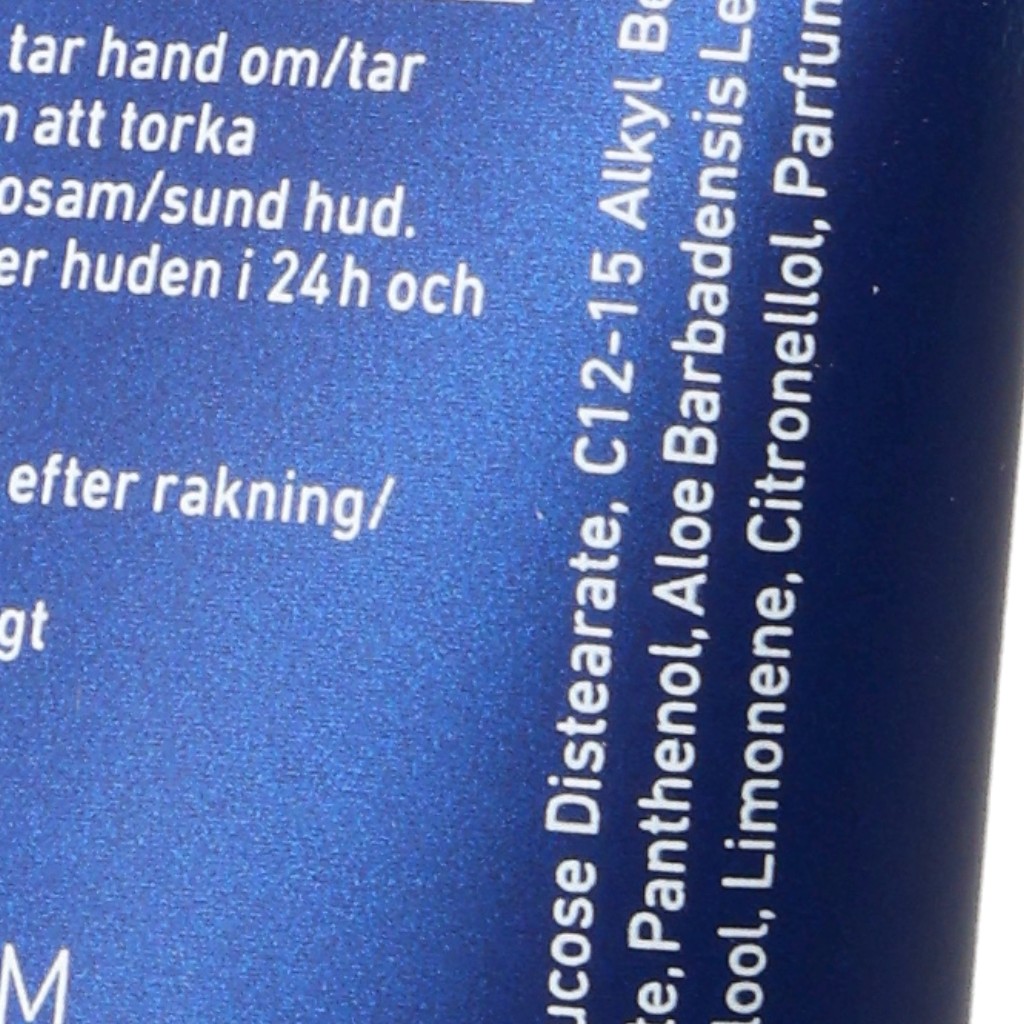 tar hand om/tar
att torka
osam/sund hud.
er huden i 24h och
efter rakning/
gt
M
ucose Distearate, C12-15 Alkyl Be
te, Panthenol, Aloe Barbadensis Le
lool, Limonene, Citronellol, Parfum